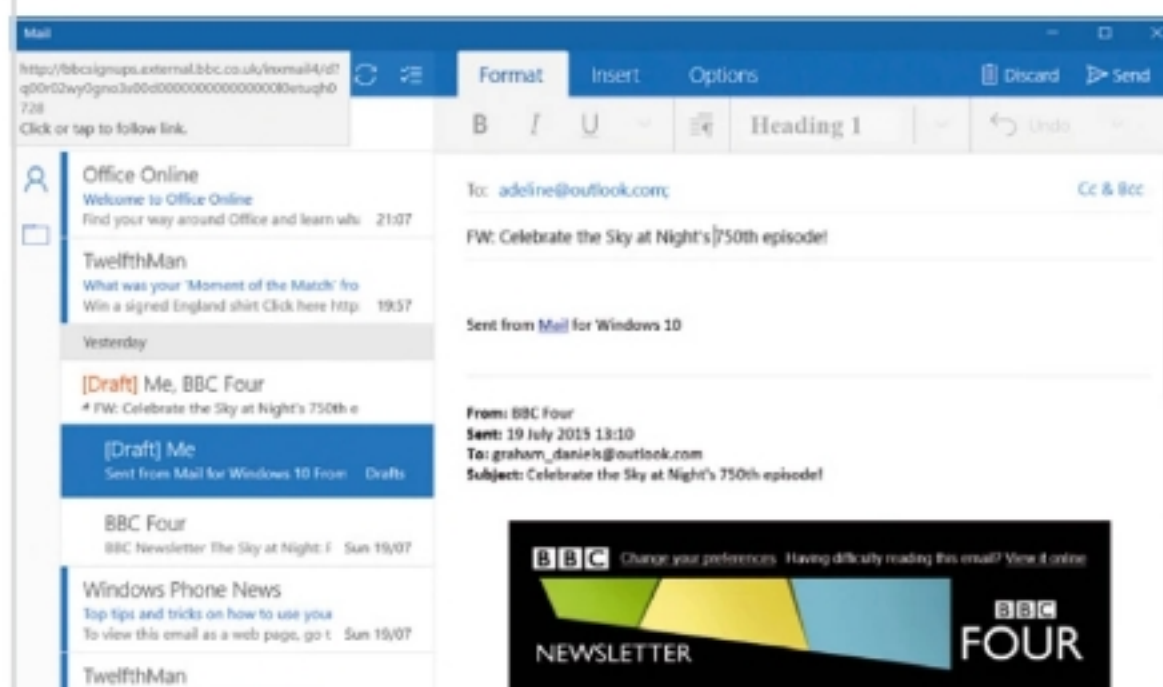 Mail
http://bbcsignups.external.bbc.co.uk/inxmail4/d?
728
Click or tap to follow link.
Office Online
Welcome to Office Online
Find your way around Office and learn wh 21:07
TwelfthMan
What was your 'Moment of the Match' fro
Win a signed England shirt Click here http: 19:57
Yesterday
[Draft] Me, BBC Four
FW: Celebrate the Sky at Night's 750th e
[Draft] Me
Sent from Mail for Windows 10 From Drafts
BBC Four
BBC Newsletter The Sky at Night: F Sun 19/07
Windows Phone News
Top tips and tricks on how to use your
To view this email as a web page, go t Sun 19/07
TwelfthMan
Format Insert Options Discard Send
B I U Heading 1 Undo
To: adeline@outlook.com; Cc & Bcc
FW: Celebrate the Sky at Night's 750th episode!
Sent from Mail for Windows 10
From: BBC Four
Sent: 19 July 2015 13:10
To: graham_daniels@outlook.com
Subject: Celebrate the Sky at Night's 750th episode!
BBC Change your preferences Having difficulty reading this email? View it online
NEWSLETTER
BBC
FOUR